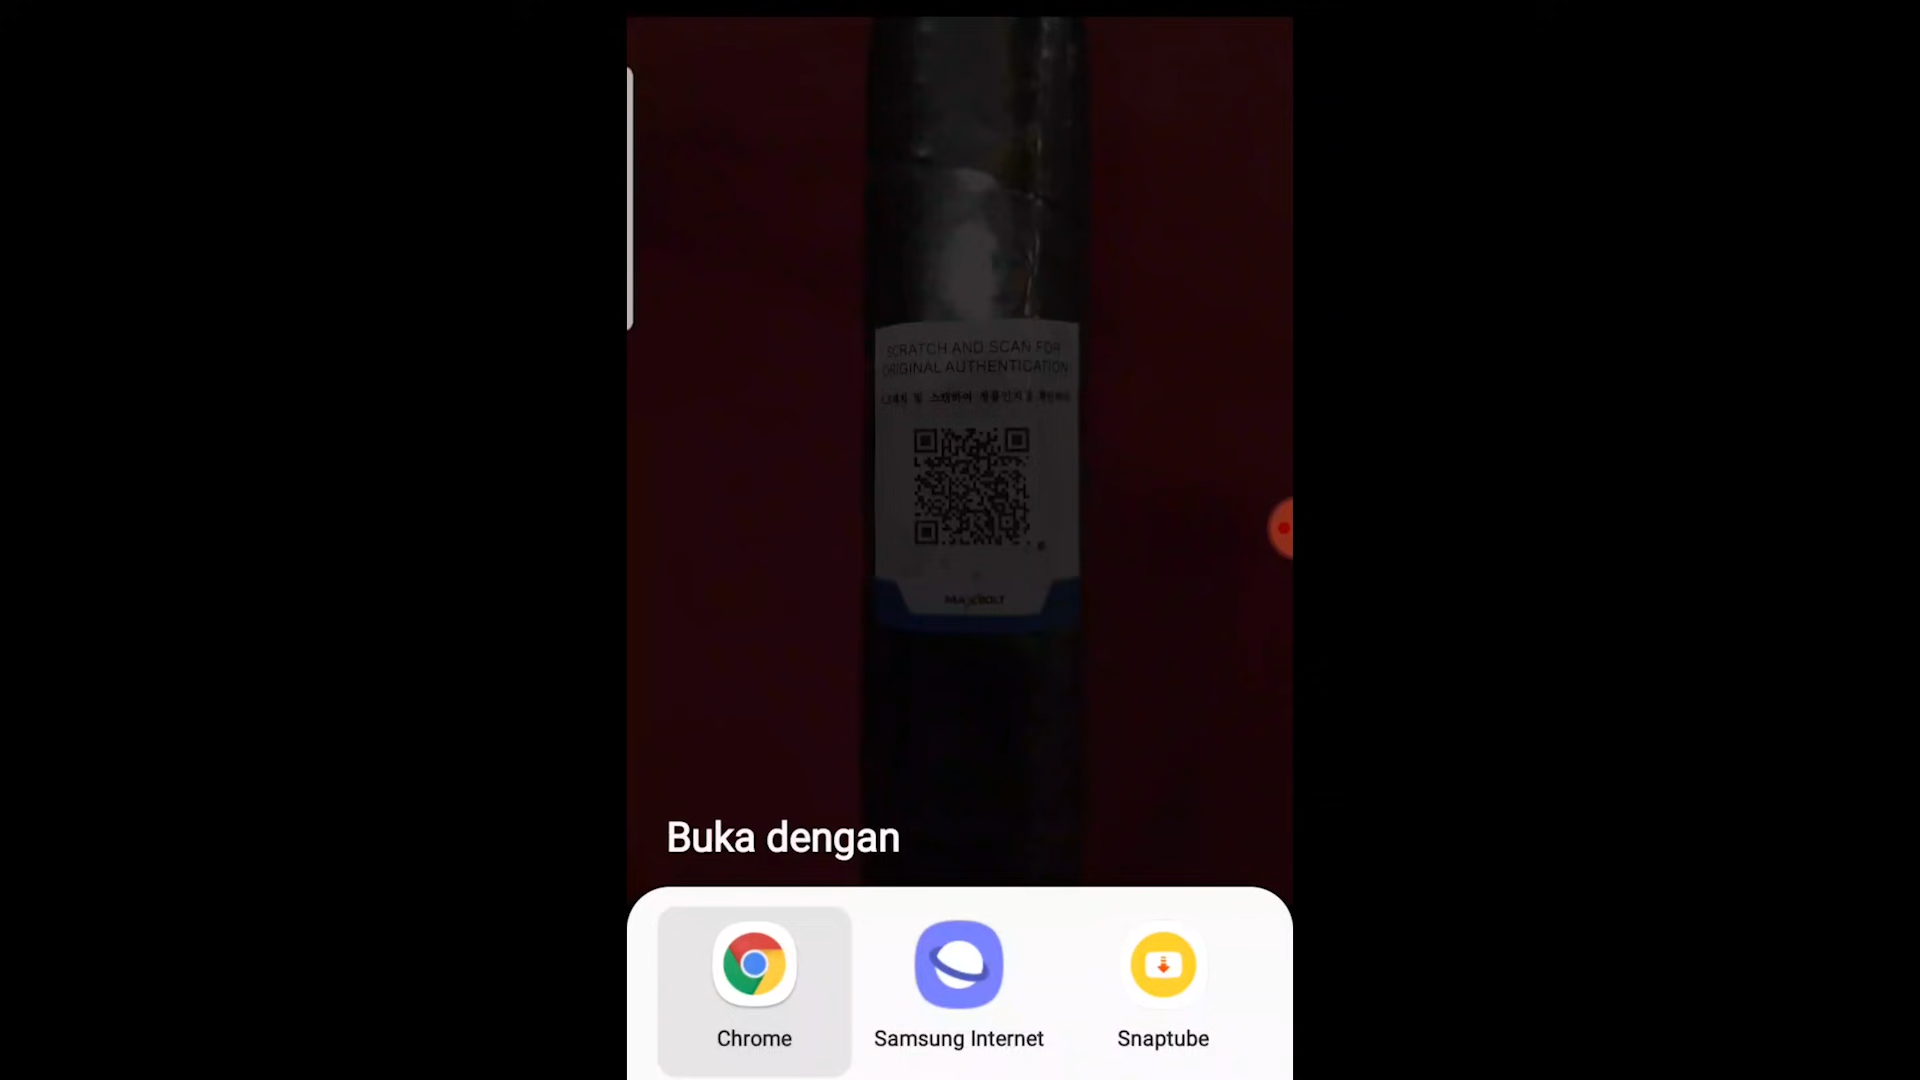 SCRATCH AND SCAN FOR
ORIGINAL AUTHENTICATION
Buka dengan
Chrome
Samsung Internet
Snaptube